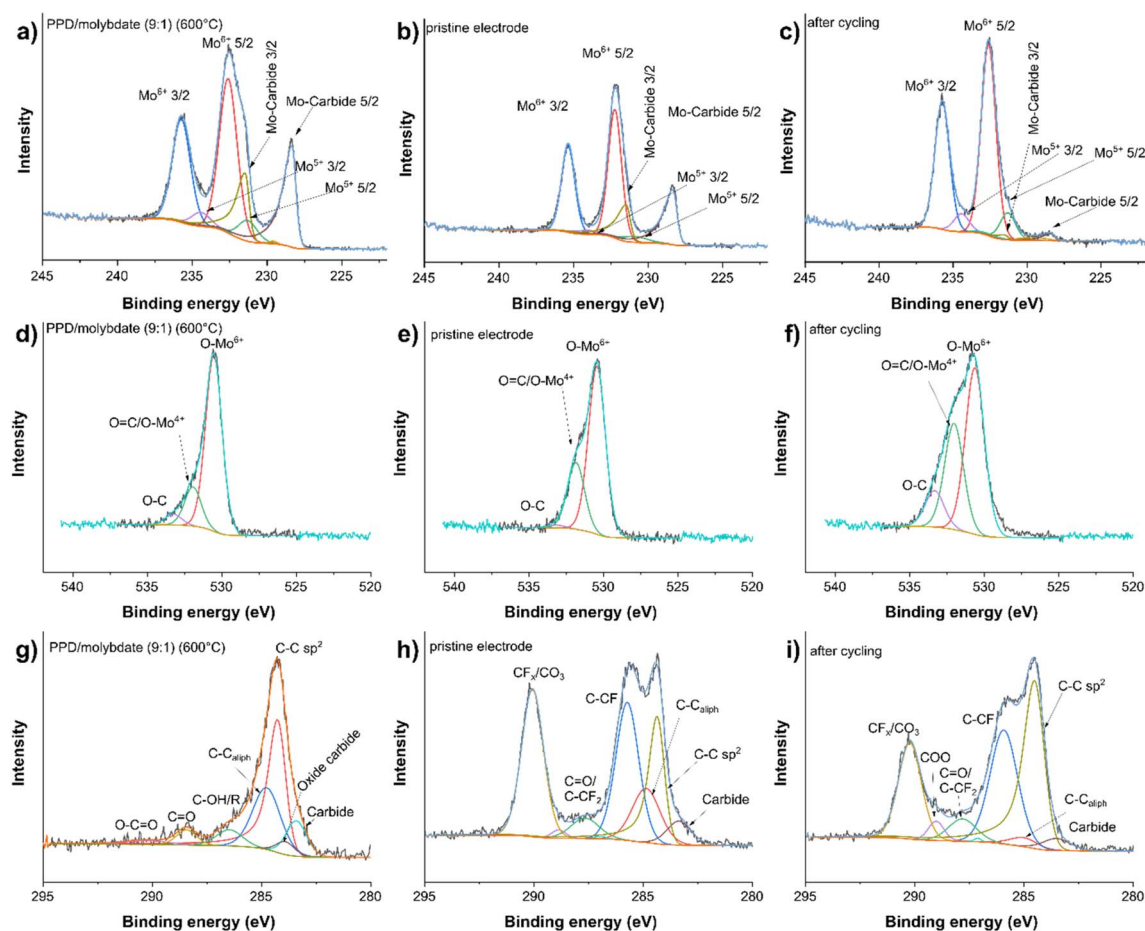 a)
PPD/molybdate (9:1) (600°C)
Mo⁶⁺ 5/2
Mo⁶⁺ 3/2
Mo-Carbide 3/2
Mo-Carbide 5/2
Mo⁵⁺ 3/2
Mo⁵⁺ 5/2
Intensity
245 240 235 230 225
Binding energy (eV)
b)
pristine electrode
Mo⁶⁺ 5/2
Mo⁶⁺ 3/2
Mo-Carbide 3/2
Mo-Carbide 5/2
Mo⁵⁺ 3/2
Mo⁵⁺ 5/2
Intensity
245 240 235 230 225
Binding energy (eV)
c)
after cycling
Mo⁶⁺ 5/2
Mo⁶⁺ 3/2
Mo-Carbide 3/2
Mo⁵⁺ 3/2
Mo⁵⁺ 5/2
Mo-Carbide 5/2
Intensity
245 240 235 230 225
Binding energy (eV)
d)
PPD/molybdate (9:1) (600°C)
O-Mo⁶⁺
O=C/O-Mo⁴⁺
O-C
Intensity
540 535 530 525 520
Binding energy (eV)
e)
pristine electrode
O-Mo⁶⁺
O=C/O-Mo⁴⁺
O-C
Intensity
540 535 530 525 520
Binding energy (eV)
f)
after cycling
O-Mo⁶⁺
O=C/O-Mo⁴⁺
O-C
Intensity
540 535 530 525 520
Binding energy (eV)
g)
PPD/molybdate (9:1) (600°C)
C-C sp²
C-Caliph
C-OH/R
C=O
O-C=O
Oxide carbide
Carbide
Intensity
295 290 285 280
Binding energy (eV)
h)
pristine electrode
CFₓ/CO₃
C-CF
C=O/
C-CF₂
C-Caliph
C-C sp²
Carbide
Intensity
295 290 285 280
Binding energy (eV)
i)
after cycling
CFₓ/CO₃
COO
C=O/
C-CF₂
C-CF
C-C sp²
C-Caliph
Carbide
Intensity
295 290 285 280
Binding energy (eV)